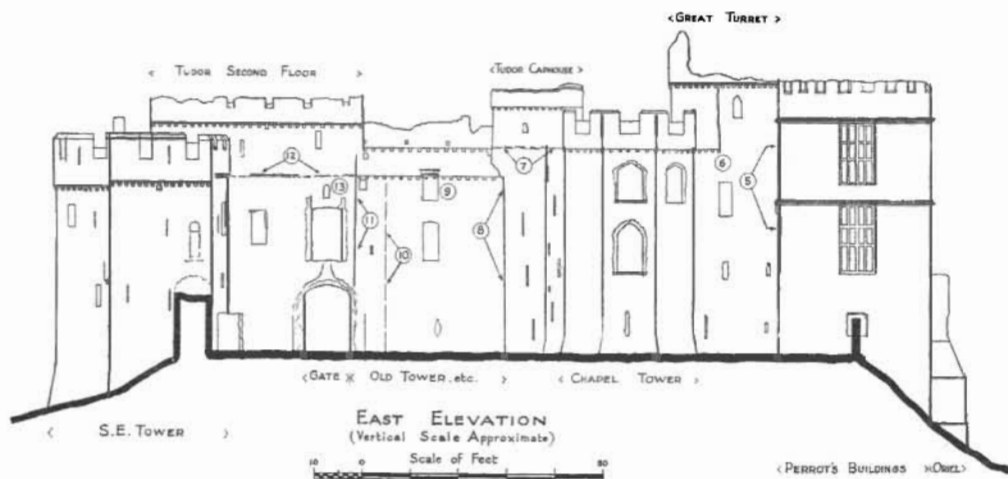 < GREAT TURRET >
< TUDOR SECOND FLOOR >
< TUDOR CAPHOUSE >
12
13
11
10
9
8
7
6
5
< GATE >< OLD TOWER, ETC. >
< CHAPEL TOWER >
< S.E. TOWER >
EAST ELEVATION
(Vertical Scale Approximate)
Scale of Feet
10 0 50
< PERROT'S BUILDINGS >< ORIEL >